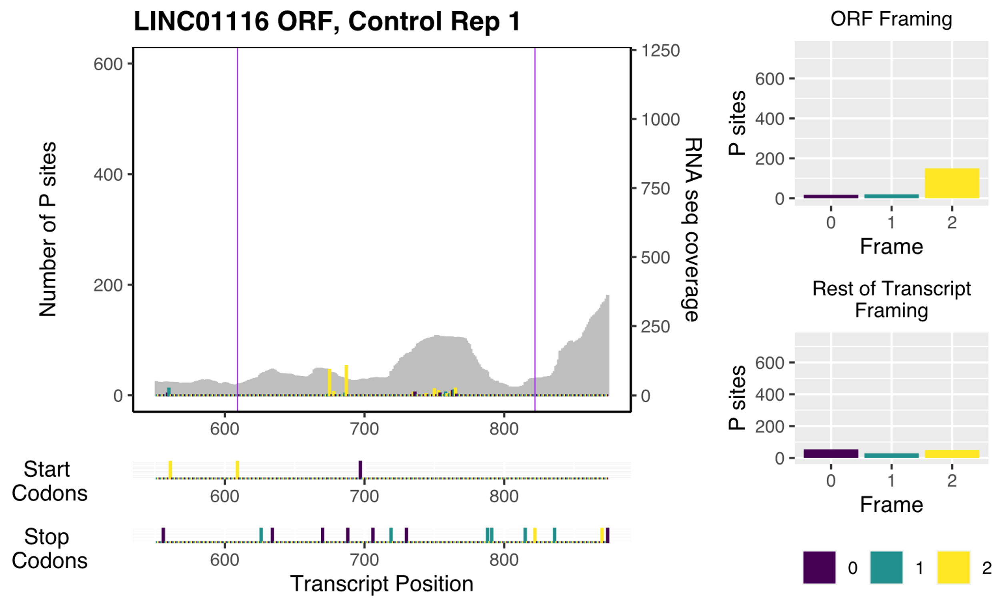 LINC01116 ORF, Control Rep 1
Number of P sites
600
400
200
0
1250
1000
750
500
250
0
RNA seq coverage
600 700 800
Start
Codons
600 700 800
Stop
Codons
600 700 800
Transcript Position
ORF Framing
P sites
600
400
200
0
0 1 2
Frame
Rest of Transcript
Framing
P sites
600
400
200
0
0 1 2
Frame
0 1 2